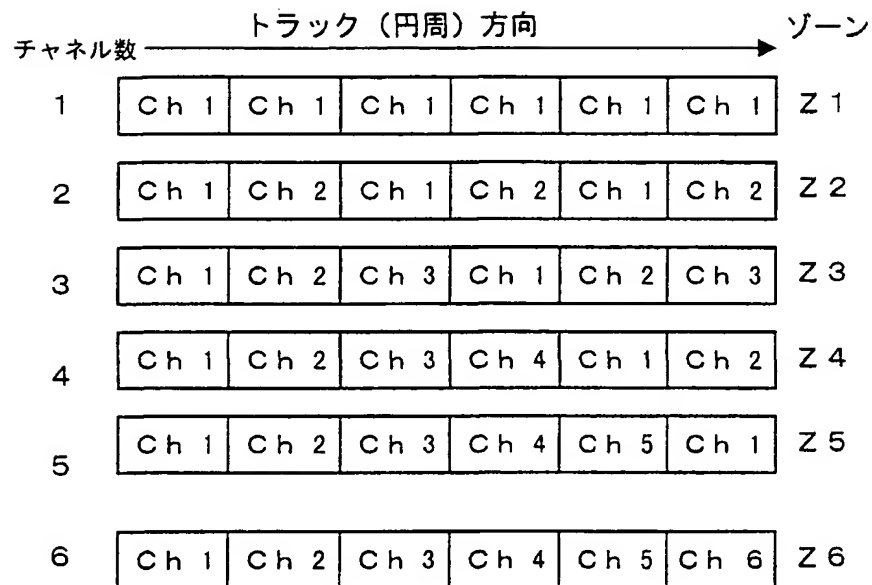 トラック（円周）方向 ゾーン
チャネル数
1 Ch 1 Ch 1 Ch 1 Ch 1 Ch 1 Ch 1 Z 1
2 Ch 1 Ch 2 Ch 1 Ch 2 Ch 1 Ch 2 Z 2
3 Ch 1 Ch 2 Ch 3 Ch 1 Ch 2 Ch 3 Z 3
4 Ch 1 Ch 2 Ch 3 Ch 4 Ch 1 Ch 2 Z 4
5 Ch 1 Ch 2 Ch 3 Ch 4 Ch 5 Ch 1 Z 5
6 Ch 1 Ch 2 Ch 3 Ch 4 Ch 5 Ch 6 Z 6